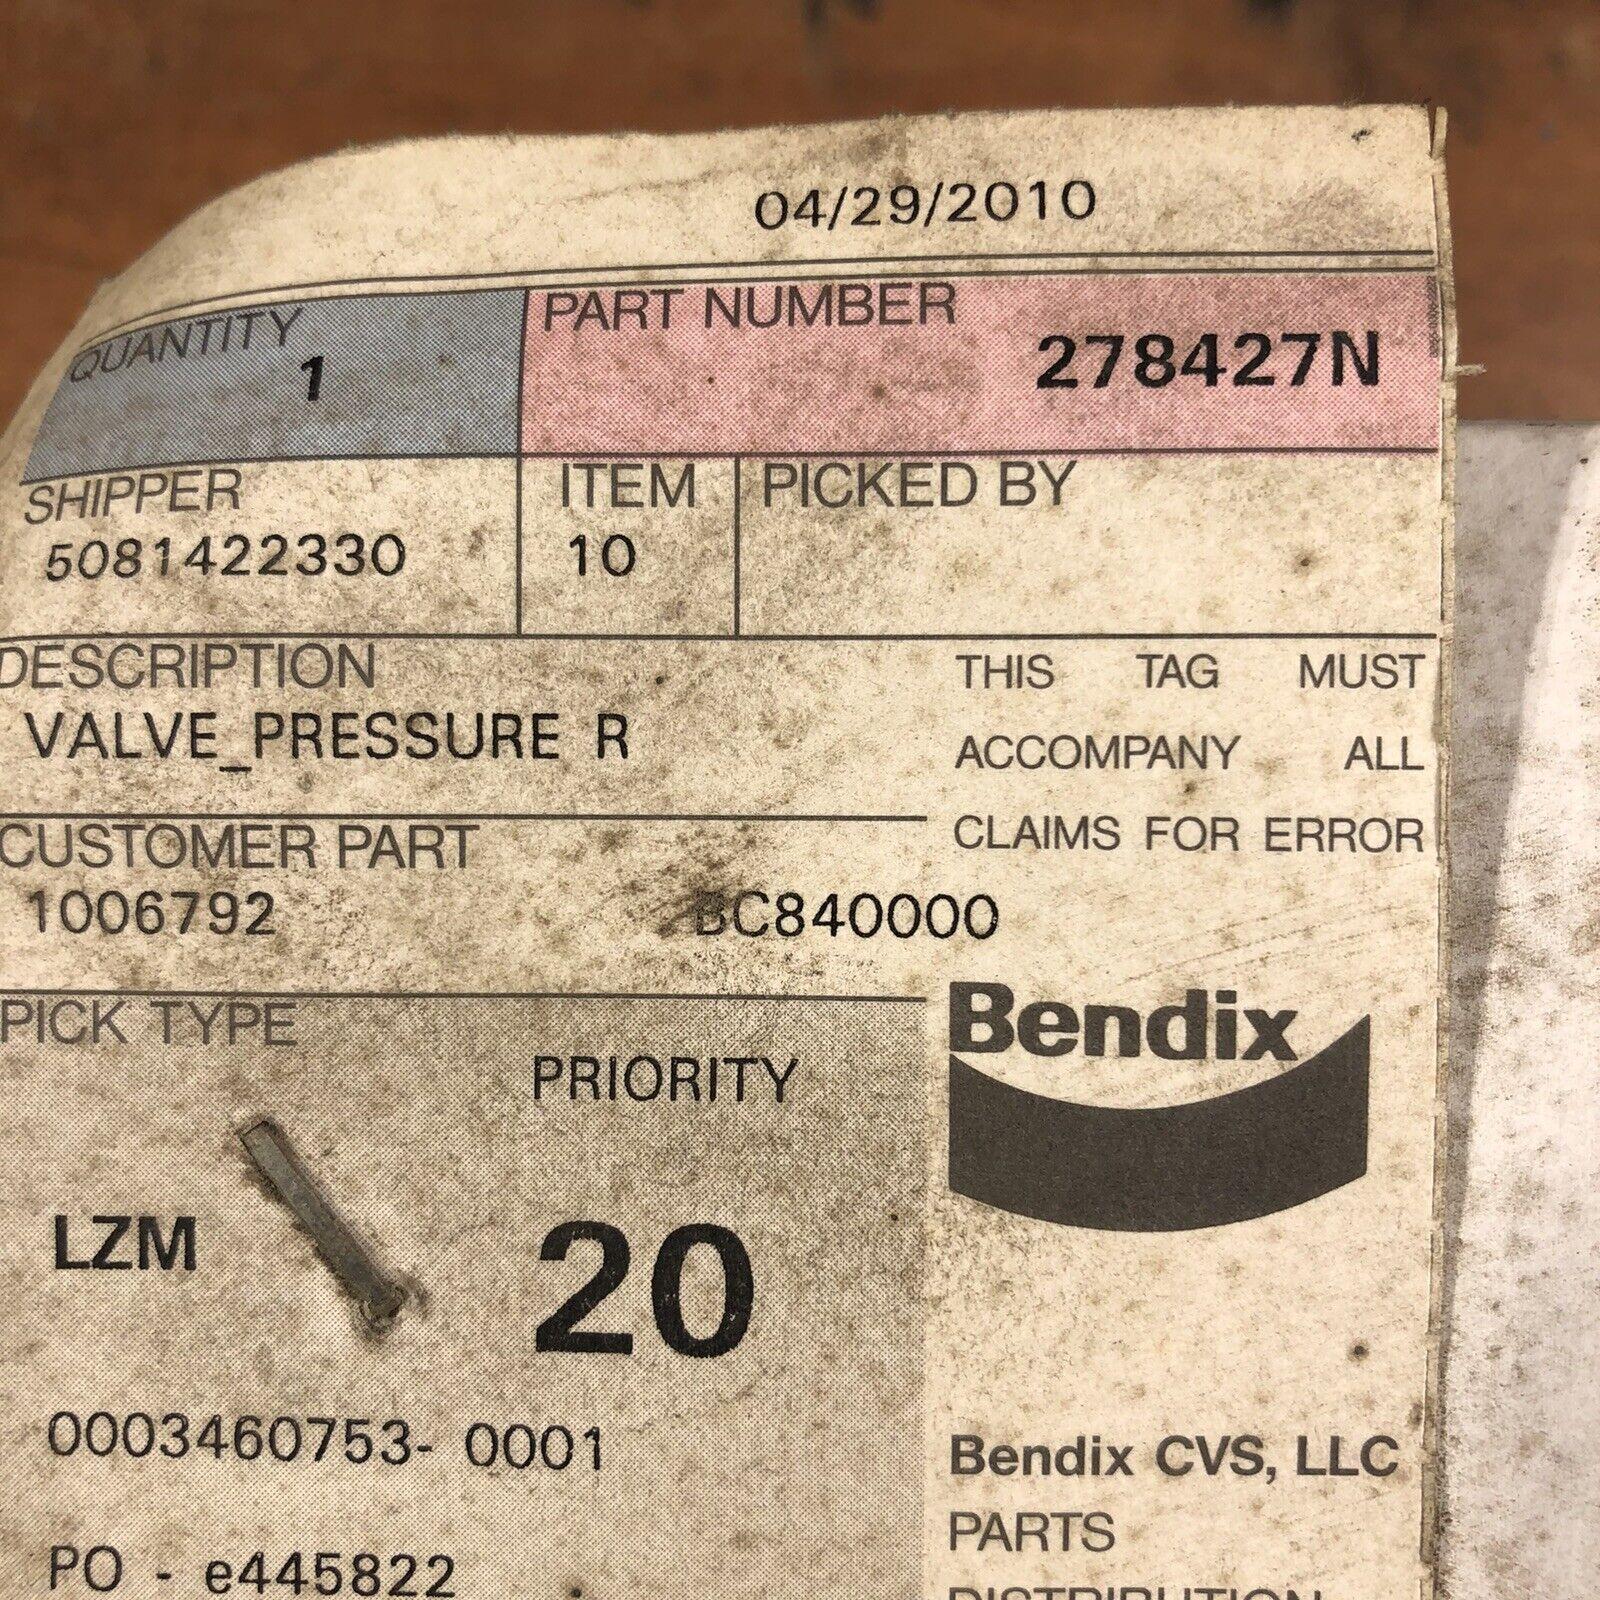 04/29/2010
QUANTITY
1
PART NUMBER
278427N
SHIPPER
5081422330
ITEM
10
PICKED BY
DESCRIPTION
VALVE_PRESSURE R
THIS TAG MUST
ACCOMPANY ALL
CLAIMS FOR ERROR
CUSTOMER PART
1006792
BC840000
PICK TYPE
PRIORITY
LZM
20
0003460753- 0001
PO - e445822
Bendix
Bendix CVS, LLC
PARTS
DISTRIBUTION